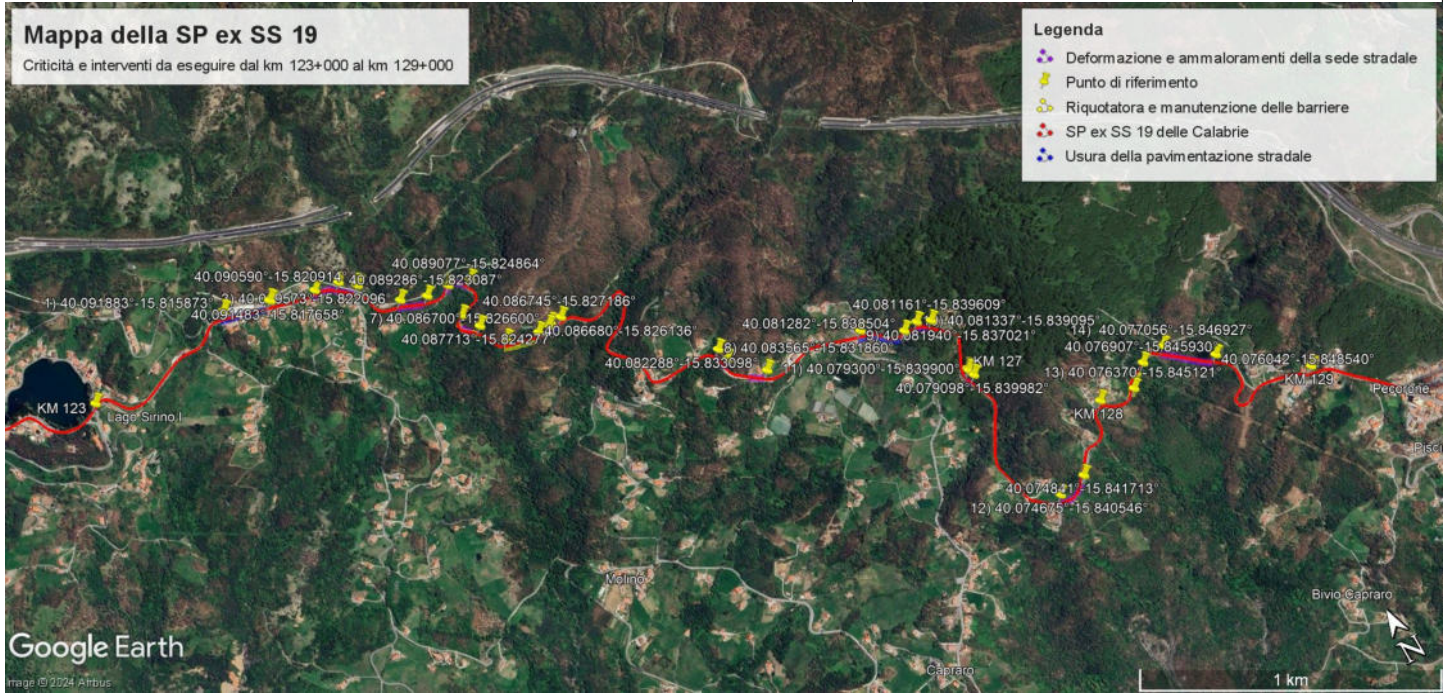 Mappa della SP ex SS 19
Criticità e interventi da eseguire dal km 123+000 al km 129+000
Legenda
Deformazione e ammaloramenti della sede stradale
Punto di riferimento
Riquotatora e manutenzione delle barriere
SP ex SS 19 delle Calabrie
Usura della pavimentazione stradale
40.089077°-15.824864°
40.090590°-15.820914°
40.089286°-15.823087°
1) 40.091883°-15.815873°
40.091483°-15.817658°
40.086745°-15.827186°
7) 40.086700°-15.826600°
40.086680°-15.826136°
40.087713°-15.824277°
40.081161°-15.839609°
40.081282°-15.838504°
40.081337°-15.839095°
9) 40.081940°-15.837021°
8) 40.083565°-15.831860°
40.082288°-15.833098°
11) 40.079300°-15.839900°
40.079098°-15.839982°
KM 127
14) 40.077056°-15.846927°
40.076907°-15.845930°
40.076042°-15.848540°
13) 40.076370°-15.845121°
KM 129
KM 128
Pecorone
KM 123
Lago Sirino I
Pisci
40.074841°-15.841713°
12) 40.074675°-15.840546°
Molino
Bivio Capraro
Capraro
N
Google Earth
Image © 2024 Airbus
1 km